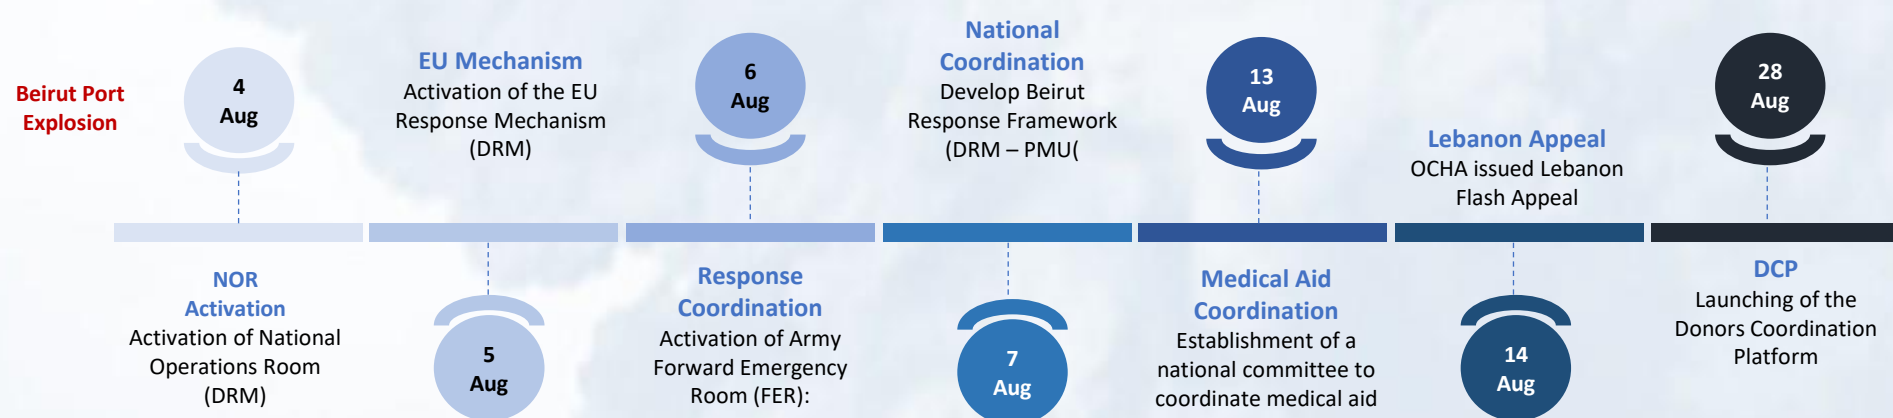 Beirut Port
Explosion
4
Aug
NOR
Activation
Activation of National
Operations Room
(DRM)
EU Mechanism
Activation of the EU
Response Mechanism
(DRM)
5
Aug
6
Aug
Response
Coordination
Activation of Army
Forward Emergency
Room (FER):
National
Coordination
Develop Beirut
Response Framework
(DRM – PMU(
7
Aug
13
Aug
Medical Aid
Coordination
Establishment of a
national committee to
coordinate medical aid
Lebanon Appeal
OCHA issued Lebanon
Flash Appeal
14
Aug
28
Aug
DCP
Launching of the
Donors Coordination
Platform